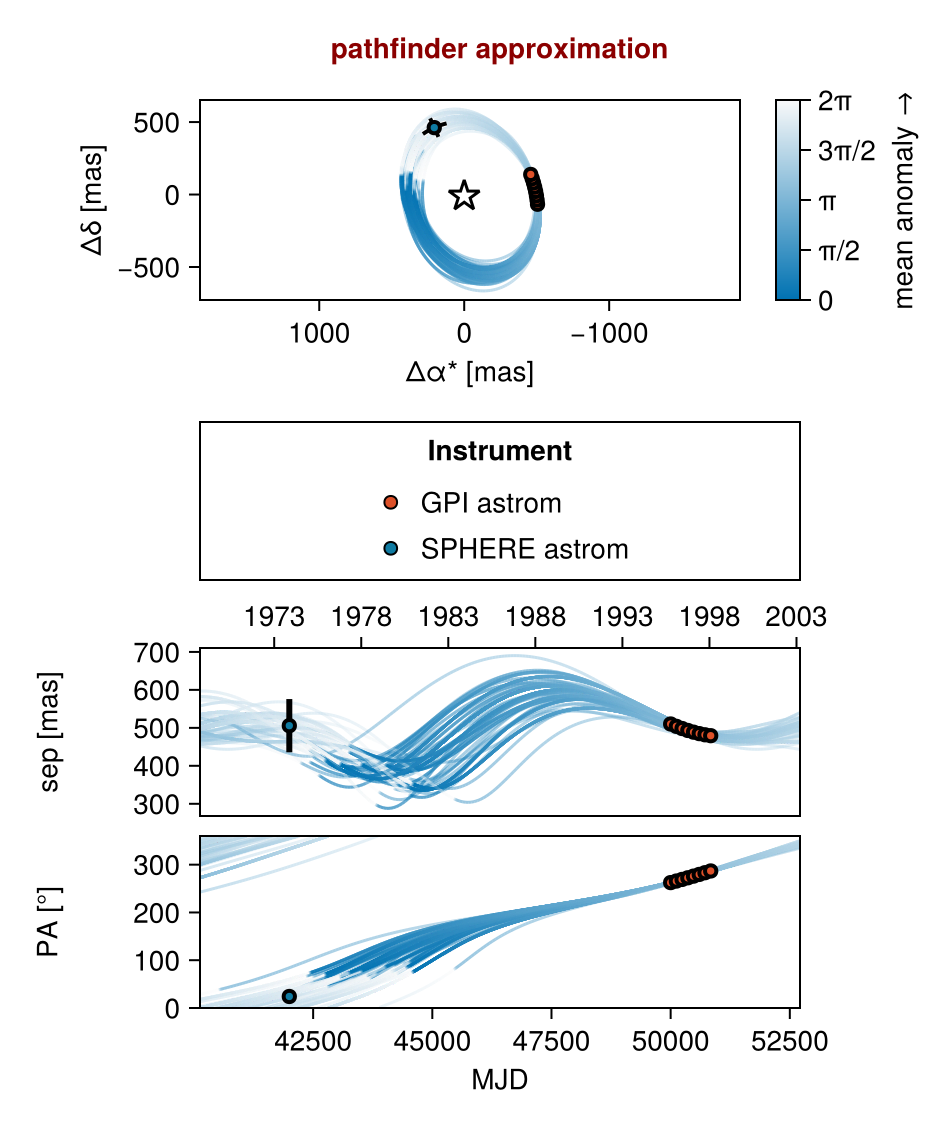 pathfinder approximation
Δδ [mas]
500
0
−500
1000 0 −1000
Δα* [mas]
2π
3π/2
π
π/2
0
mean anomaly →
Instrument
GPI astrom
SPHERE astrom
1973 1978 1983 1988 1993 1998 2003
sep [mas]
700
600
500
400
300
PA [°]
300
200
100
0
42500 45000 47500 50000 52500
MJD